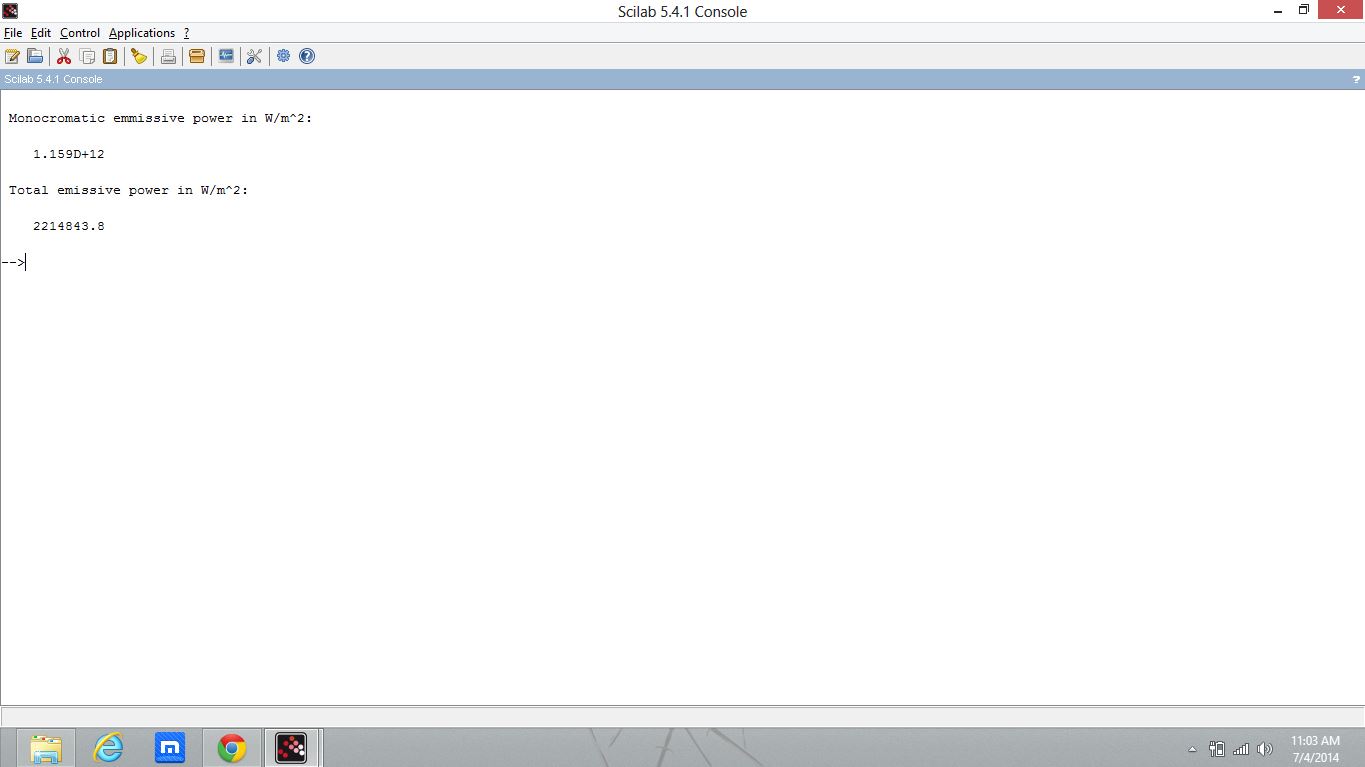 Scilab 5.4.1 Console
File Edit Control Applications ?
Scilab 5.4.1 Console ?
Monocromatic emmissive power in W/m^2:
1.159D+12
Total emissive power in W/m^2:
2214843.8
-->
11:03 AM
7/4/2014